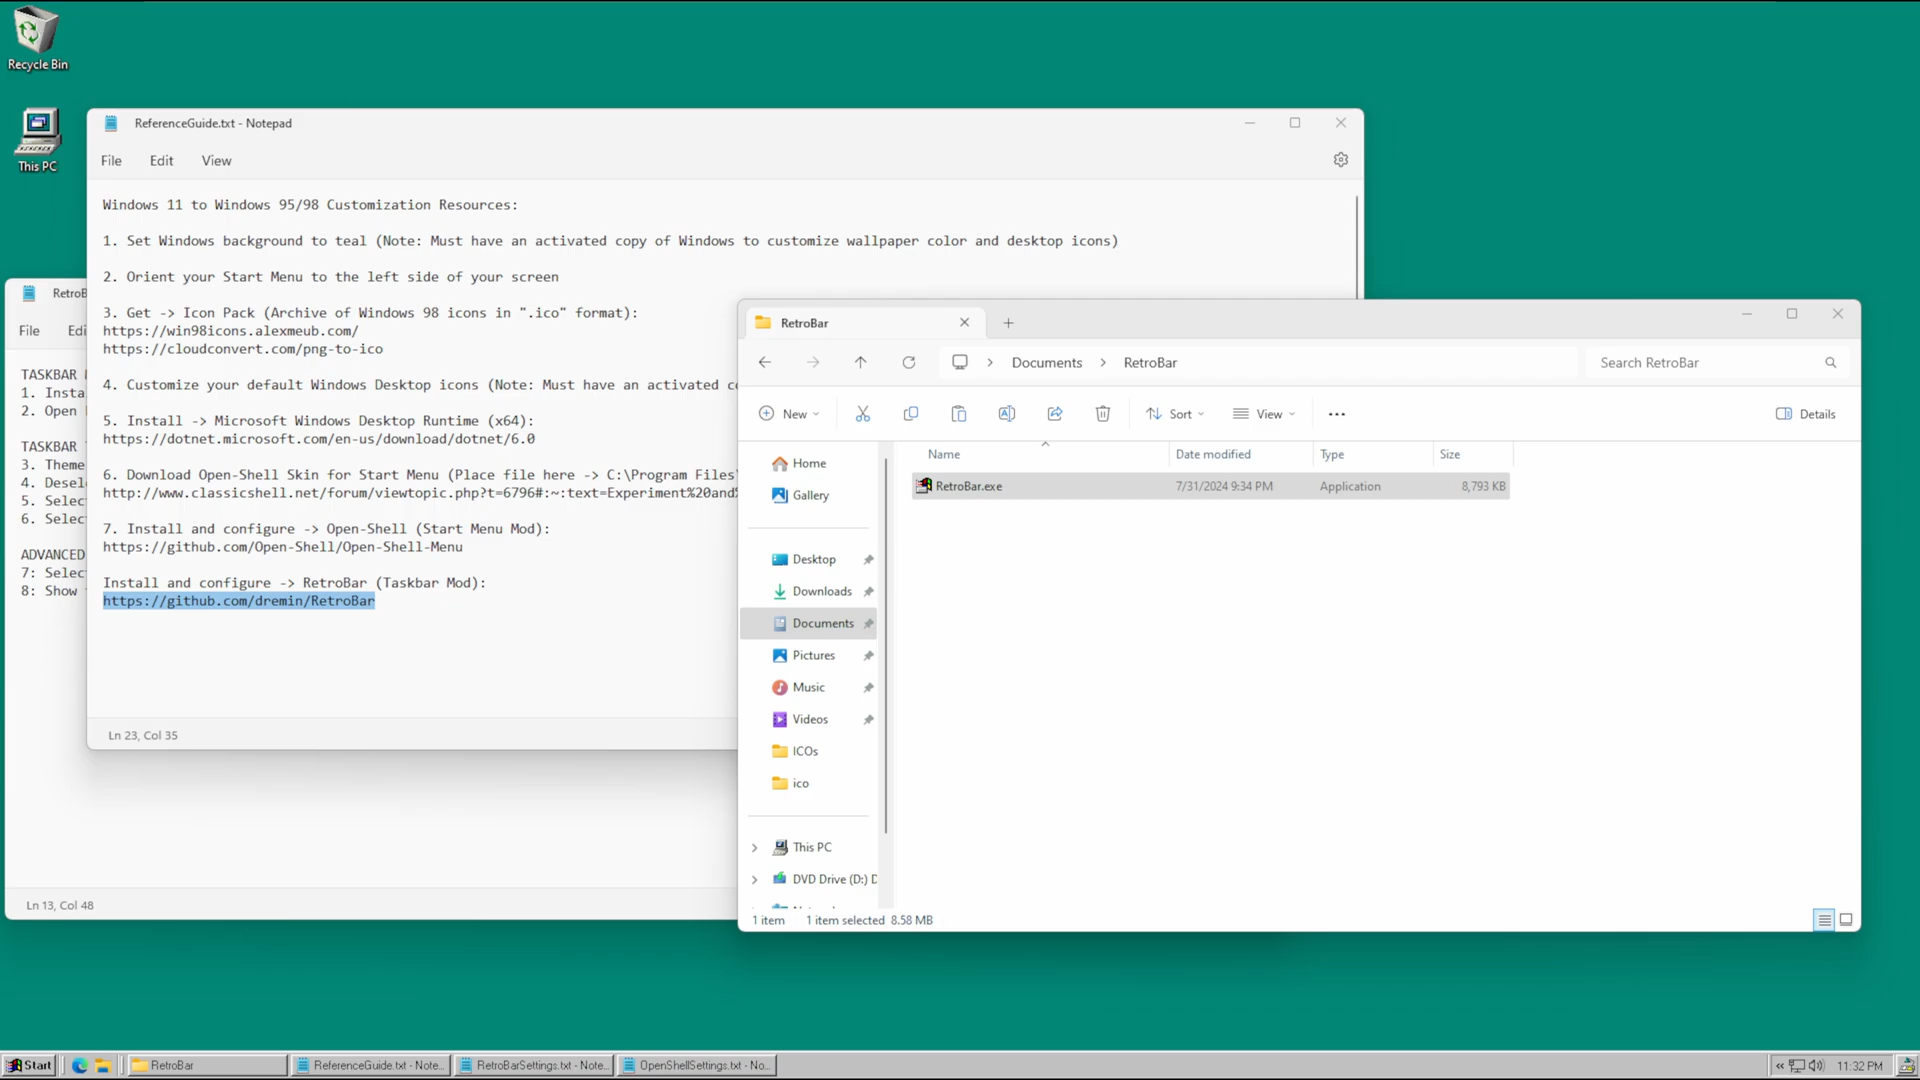 Recycle Bin
This PC
ReferenceGuide.txt - Notepad
File Edit View
Windows 11 to Windows 95/98 Customization Resources:
1. Set Windows background to teal (Note: Must have an activated copy of Windows to customize wallpaper color and desktop icons)
2. Orient your Start Menu to the left side of your screen
3. Get -> Icon Pack (Archive of Windows 98 icons in ".ico" format):
https://win98icons.alexmeub.com/
https://cloudconvert.com/png-to-ico
4. Customize your default Windows Desktop icons (Note: Must have an activated
5. Install -> Microsoft Windows Desktop Runtime (x64):
https://dotnet.microsoft.com/en-us/download/dotnet/6.0
6. Download Open-Shell Skin for Start Menu (Place file here -> C:\Program Files\
http://www.classicshell.net/forum/viewtopic.php?t=6796#:~:text=Experiment%20and%
7. Install and configure -> Open-Shell (Start Menu Mod):
https://github.com/Open-Shell/Open-Shell-Menu
Install and configure -> RetroBar (Taskbar Mod):
https://github.com/dremin/RetroBar
Ln 23, Col 35
File
TASKBAR
1.
2. Open
TASKBAR
3. Theme
4.
5.
6.
ADVANCED
7:
8: Show
Ln 13, Col 48
RetroBar
Documents > RetroBar
Search RetroBar
New
Sort
View
Details
Name Date modified Type Size
RetroBar.exe 7/31/2024 9:34 PM Application 8,793 KB
Home
Gallery
Desktop
Downloads
Documents
Pictures
Music
Videos
ICOs
ico
This PC
DVD Drive (D:) D
1 item 1 item selected 8.58 MB
Start
RetroBar
ReferenceGuide.txt - Note...
RetroBarSettings.txt - Note...
OpenShellSettings.txt - No...
11:32 PM